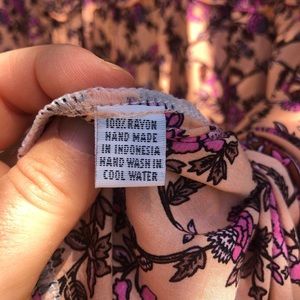 100% RAYON
HAND MADE
IN INDONESIA
HAND WASH IN
COOL WATER